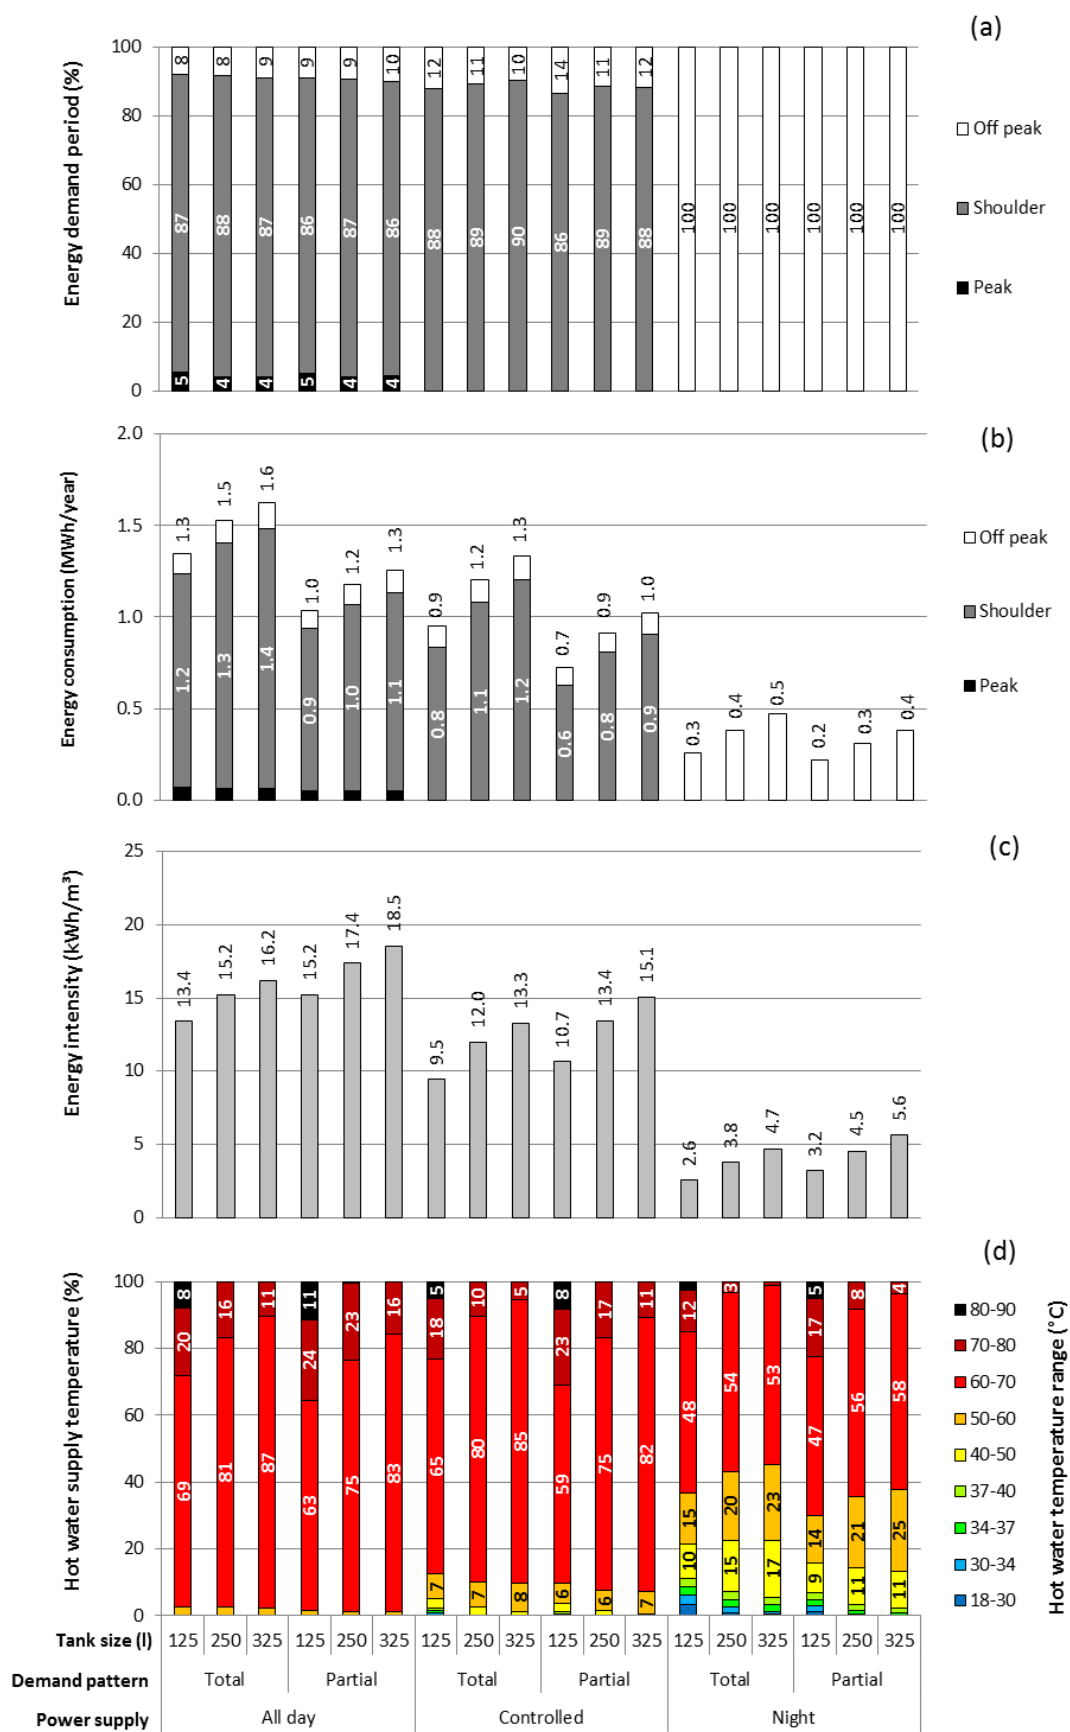 (a)
Energy demand period (%)
100
80
60
40
20
0
8 8 9 9 9 10 12 11 10 14 11 12
87 88 87 86 87 86 88 89 90 86 89 88 100 100 100 100 100 100
5 4 4 5 4 4
Off peak
Shoulder
Peak
(b)
Energy consumption (MWh/year)
2.0
1.5
1.0
0.5
0.0
1.3 1.5 1.6 1.0 1.2 1.3 0.9 1.2 1.3 0.7 0.9 1.0 0.3 0.4 0.5 0.2 0.3 0.4
1.2 1.3 1.4 0.9 1.0 1.1 0.8 1.1 1.2 0.6 0.8 0.9
Off peak
Shoulder
Peak
(c)
Energy intensity (kWh/m³)
25
20
15
10
5
0
13.4 15.2 16.2 15.2 17.4 18.5 9.5 12.0 13.3 10.7 13.4 15.1 2.6 3.8 4.7 3.2 4.5 5.6
(d)
Hot water supply temperature (%)
100
80
60
40
20
0
8 11 5 8 5
20 16 11 24 23 16 18 10 5 23 17 11 12 3 17 8 4
69 81 87 63 75 83 65 80 85 59 75 82 48 54 53 47 56 58
7 7 8 6 6 7 15 20 23 14 21 25
10 15 17 9 11 11
80-90
70-80
60-70
50-60
40-50
37-40
34-37
30-34
18-30
Hot water temperature range (°C)
Tank size (l) 125 250 325 125 250 325 125 250 325 125 250 325 125 250 325 125 250 325
Demand pattern Total Partial Total Partial Total Partial
Power supply All day Controlled Night